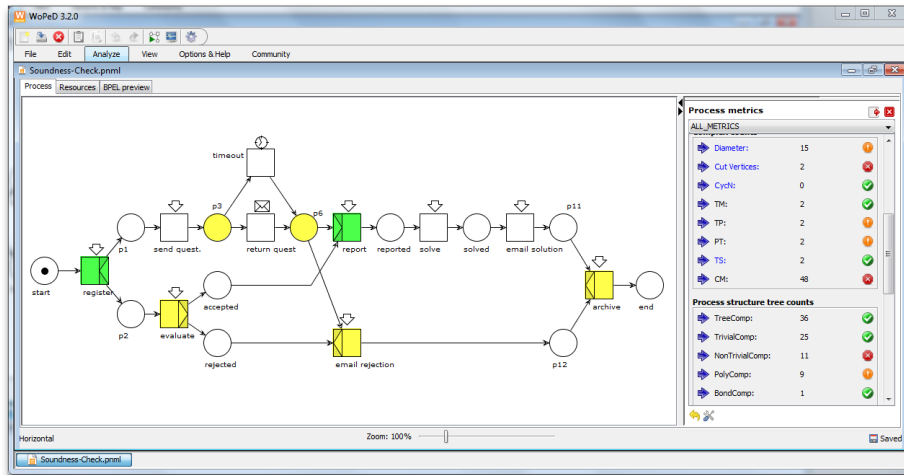 WoPeD 3.2.0
File Edit Analyze View Options & Help Community
Soundness-Check.pnml
Process Resources BPEL preview
Process metrics
ALL_METRICS
timeout
Diameter: 15
Cut Vertices: 2
CycN: 0
TM: 2
TP: 2
PT: 2
TS: 2
CM: 48
Process structure tree counts
TreeComp: 36
TrivialComp: 25
NonTrivialComp: 11
PolyComp: 9
BondComp: 1
p3
p6
p11
p1
send quest.
return quest
report
reported
solve
solved
email solution
start
register
archive
end
p2
evaluate
accepted
rejected
email rejection
p12
Horizontal
Zoom: 100%
Saved
Soundness-Check.pnml